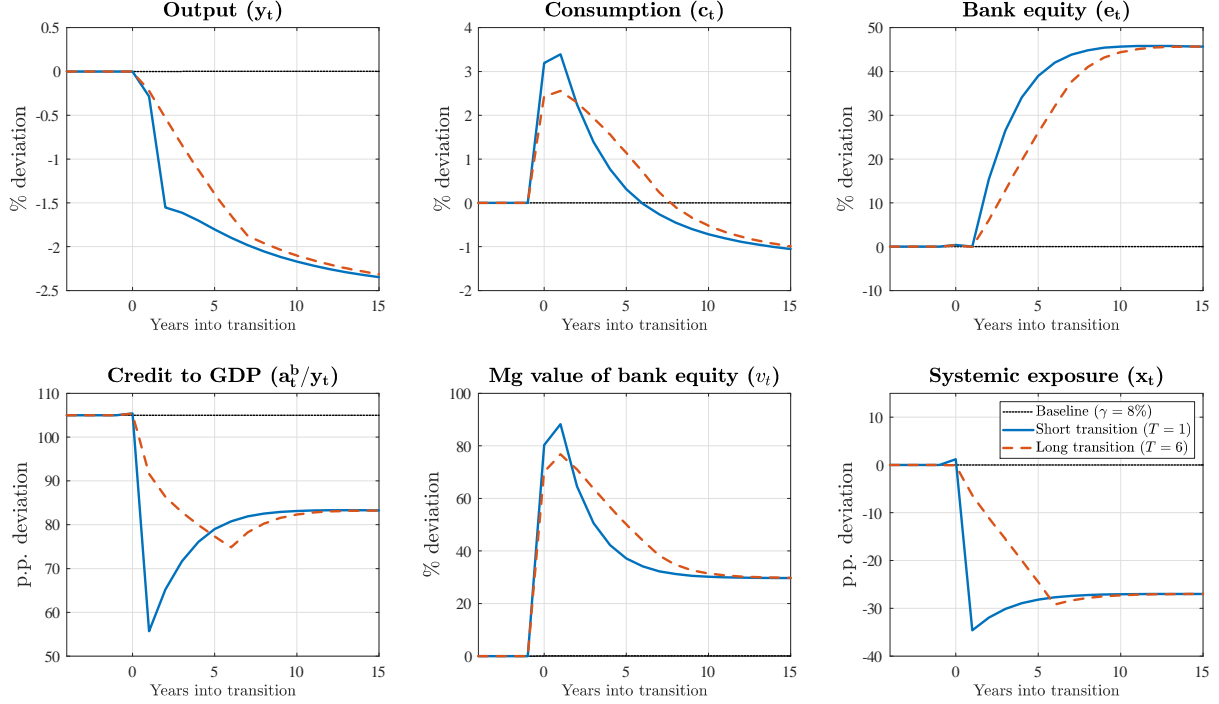 Output (yt)
% deviation
0.5
0
-0.5
-1
-1.5
-2
-2.5
0 5 10 15
Years into transition
Consumption (ct)
% deviation
4
3
2
1
0
-1
-2
0 5 10 15
Years into transition
Bank equity (et)
% deviation
50
40
30
20
10
0
-10
0 5 10 15
Years into transition
Credit to GDP (a_t^b/yt)
p.p. deviation
110
100
90
80
70
60
50
0 5 10 15
Years into transition
Mg value of bank equity (vt)
% deviation
100
80
60
40
20
0
0 5 10 15
Years into transition
Systemic exposure (xt)
p.p. deviation
10
0
-10
-20
-30
-40
Baseline (γ = 8%)
Short transition (T = 1)
Long transition (T = 6)
0 5 10 15
Years into transition